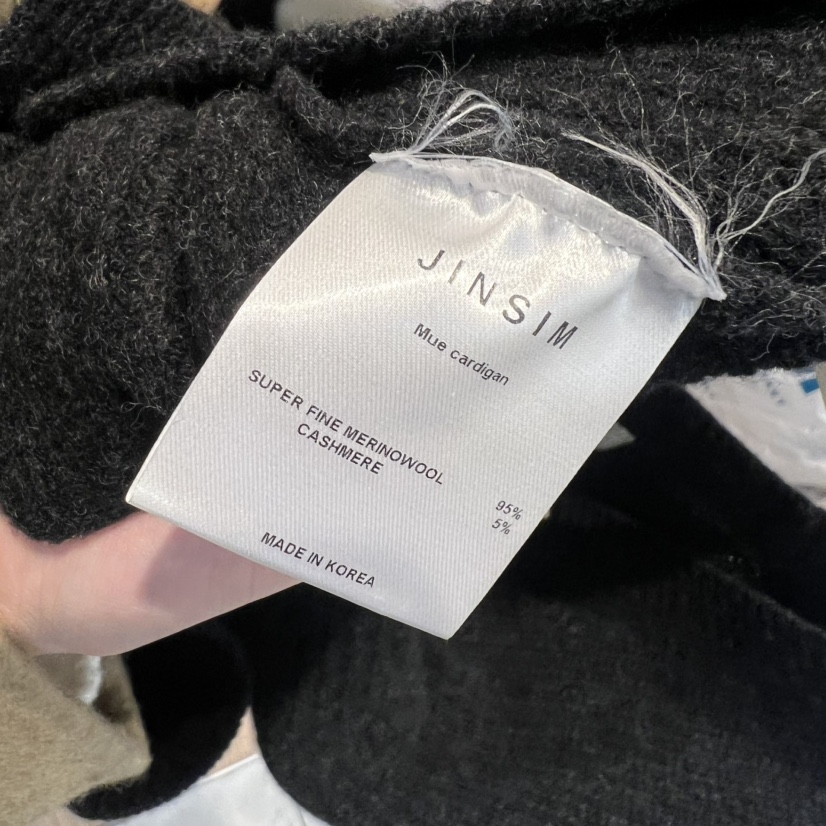 JINSIM
Mue cardigan
SUPER FINE MERINOWOOL 95%
CASHMERE 5%
MADE IN KOREA